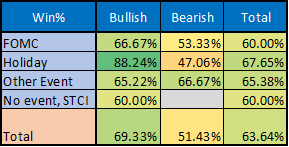 Win% Bullish Bearish Total
FOMC 66.67% 53.33% 60.00%
Holiday 88.24% 47.06% 67.65%
Other Event 65.22% 66.67% 65.38%
No event, STCI 60.00% 60.00%
Total 69.33% 51.43% 63.64%